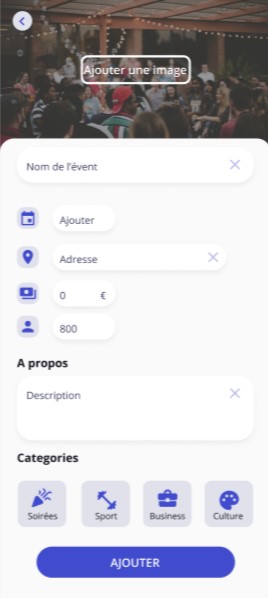 Ajouter une image
Nom de l'évent
Ajouter
Adresse
0 €
800
A propos
Description
Categories
Soirées Sport Business Culture
AJOUTER